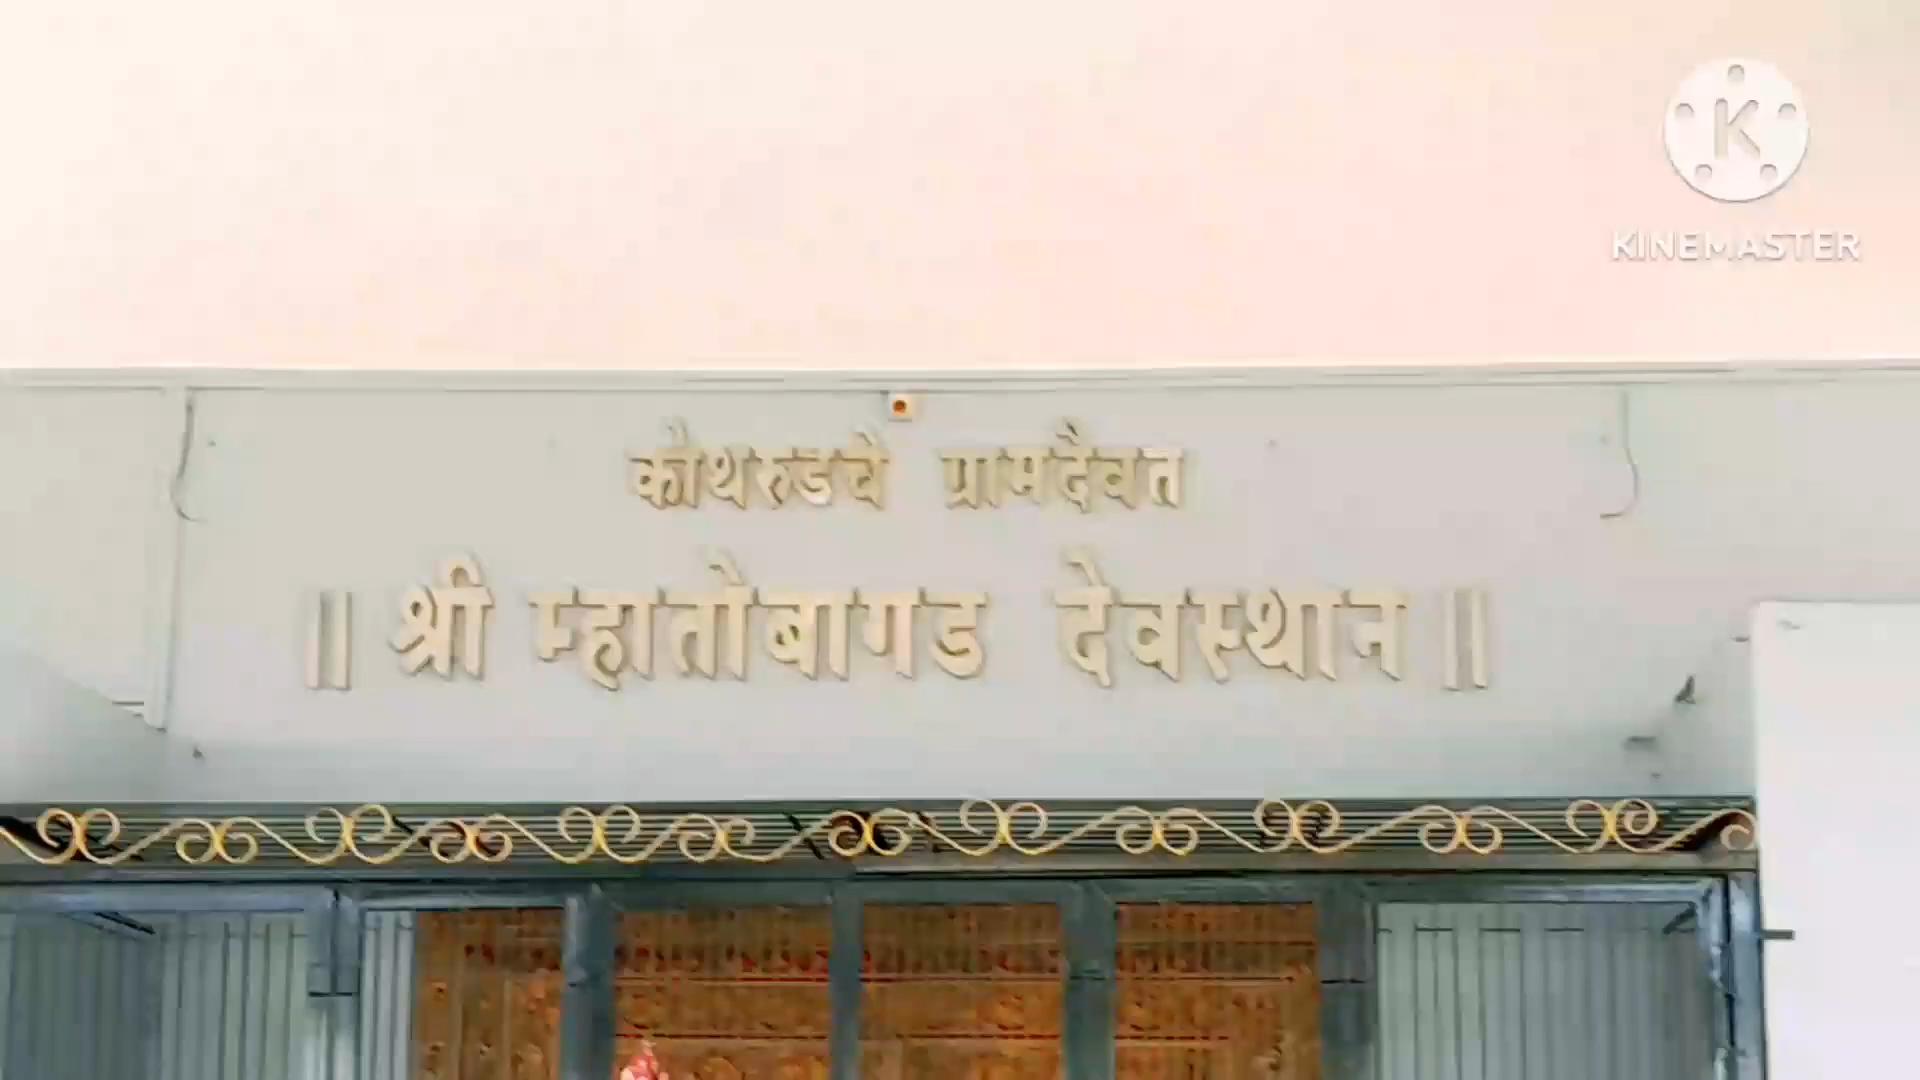 KINEMASTER
कोथरुडचे ग्रामदैवत
|| श्री म्हातोबागड देवस्थान ||